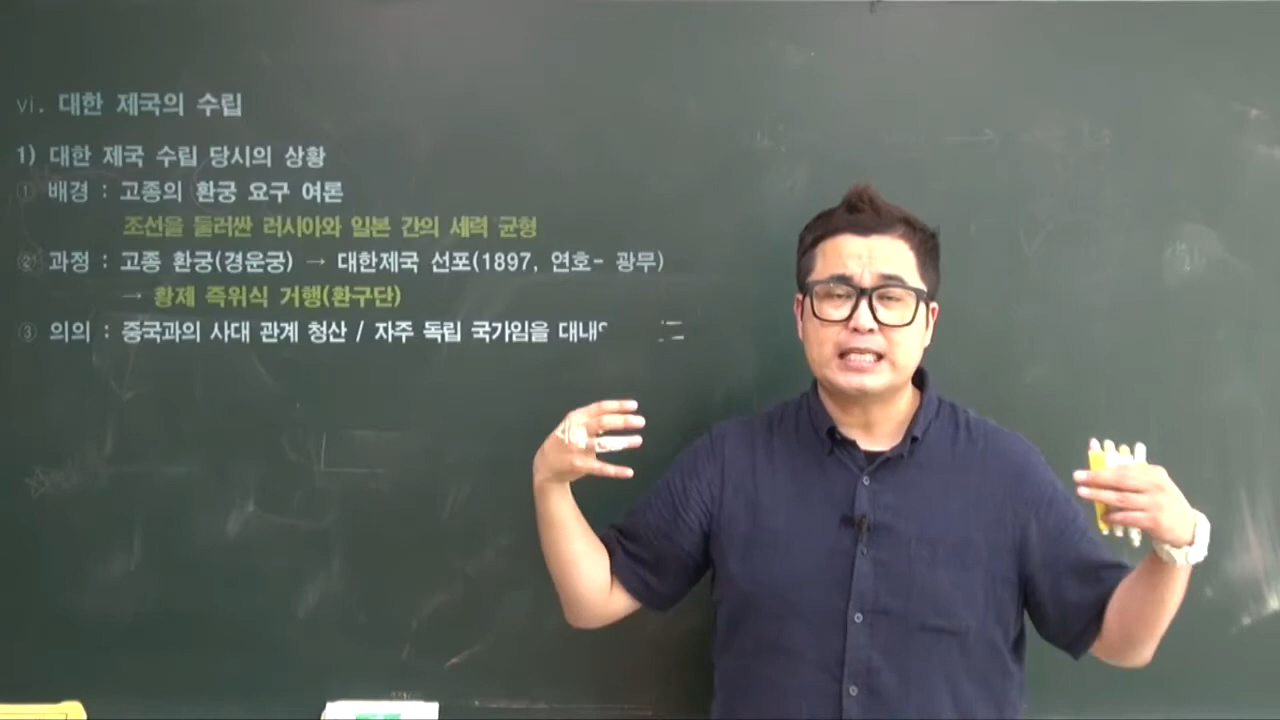 vi. 대한 제국의 수립
1) 대한 제국 수립 당시의 상황
① 배경 : 고종의 환궁 요구 여론
조선을 둘러싼 러시아와 일본 간의 세력 균형
② 과정 : 고종 환궁(경운궁) → 대한제국 선포(1897, 연호- 광무)
→ 황제 즉위식 거행(환구단)
③ 의의 : 중국과의 사대 관계 청산 / 자주 독립 국가임을